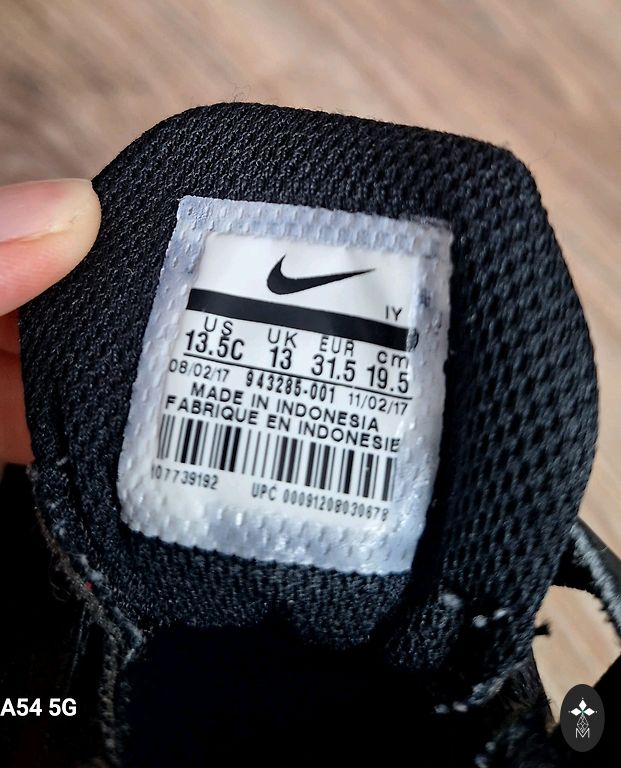 IY
US UK EUR cm
13.5C 13 31.5 19.5
08/02/17 943285-001 11/02/17
MADE IN INDONESIA
FABRIQUE EN INDONESIE
107739192 UPC 00091208030678
A54 5G
M